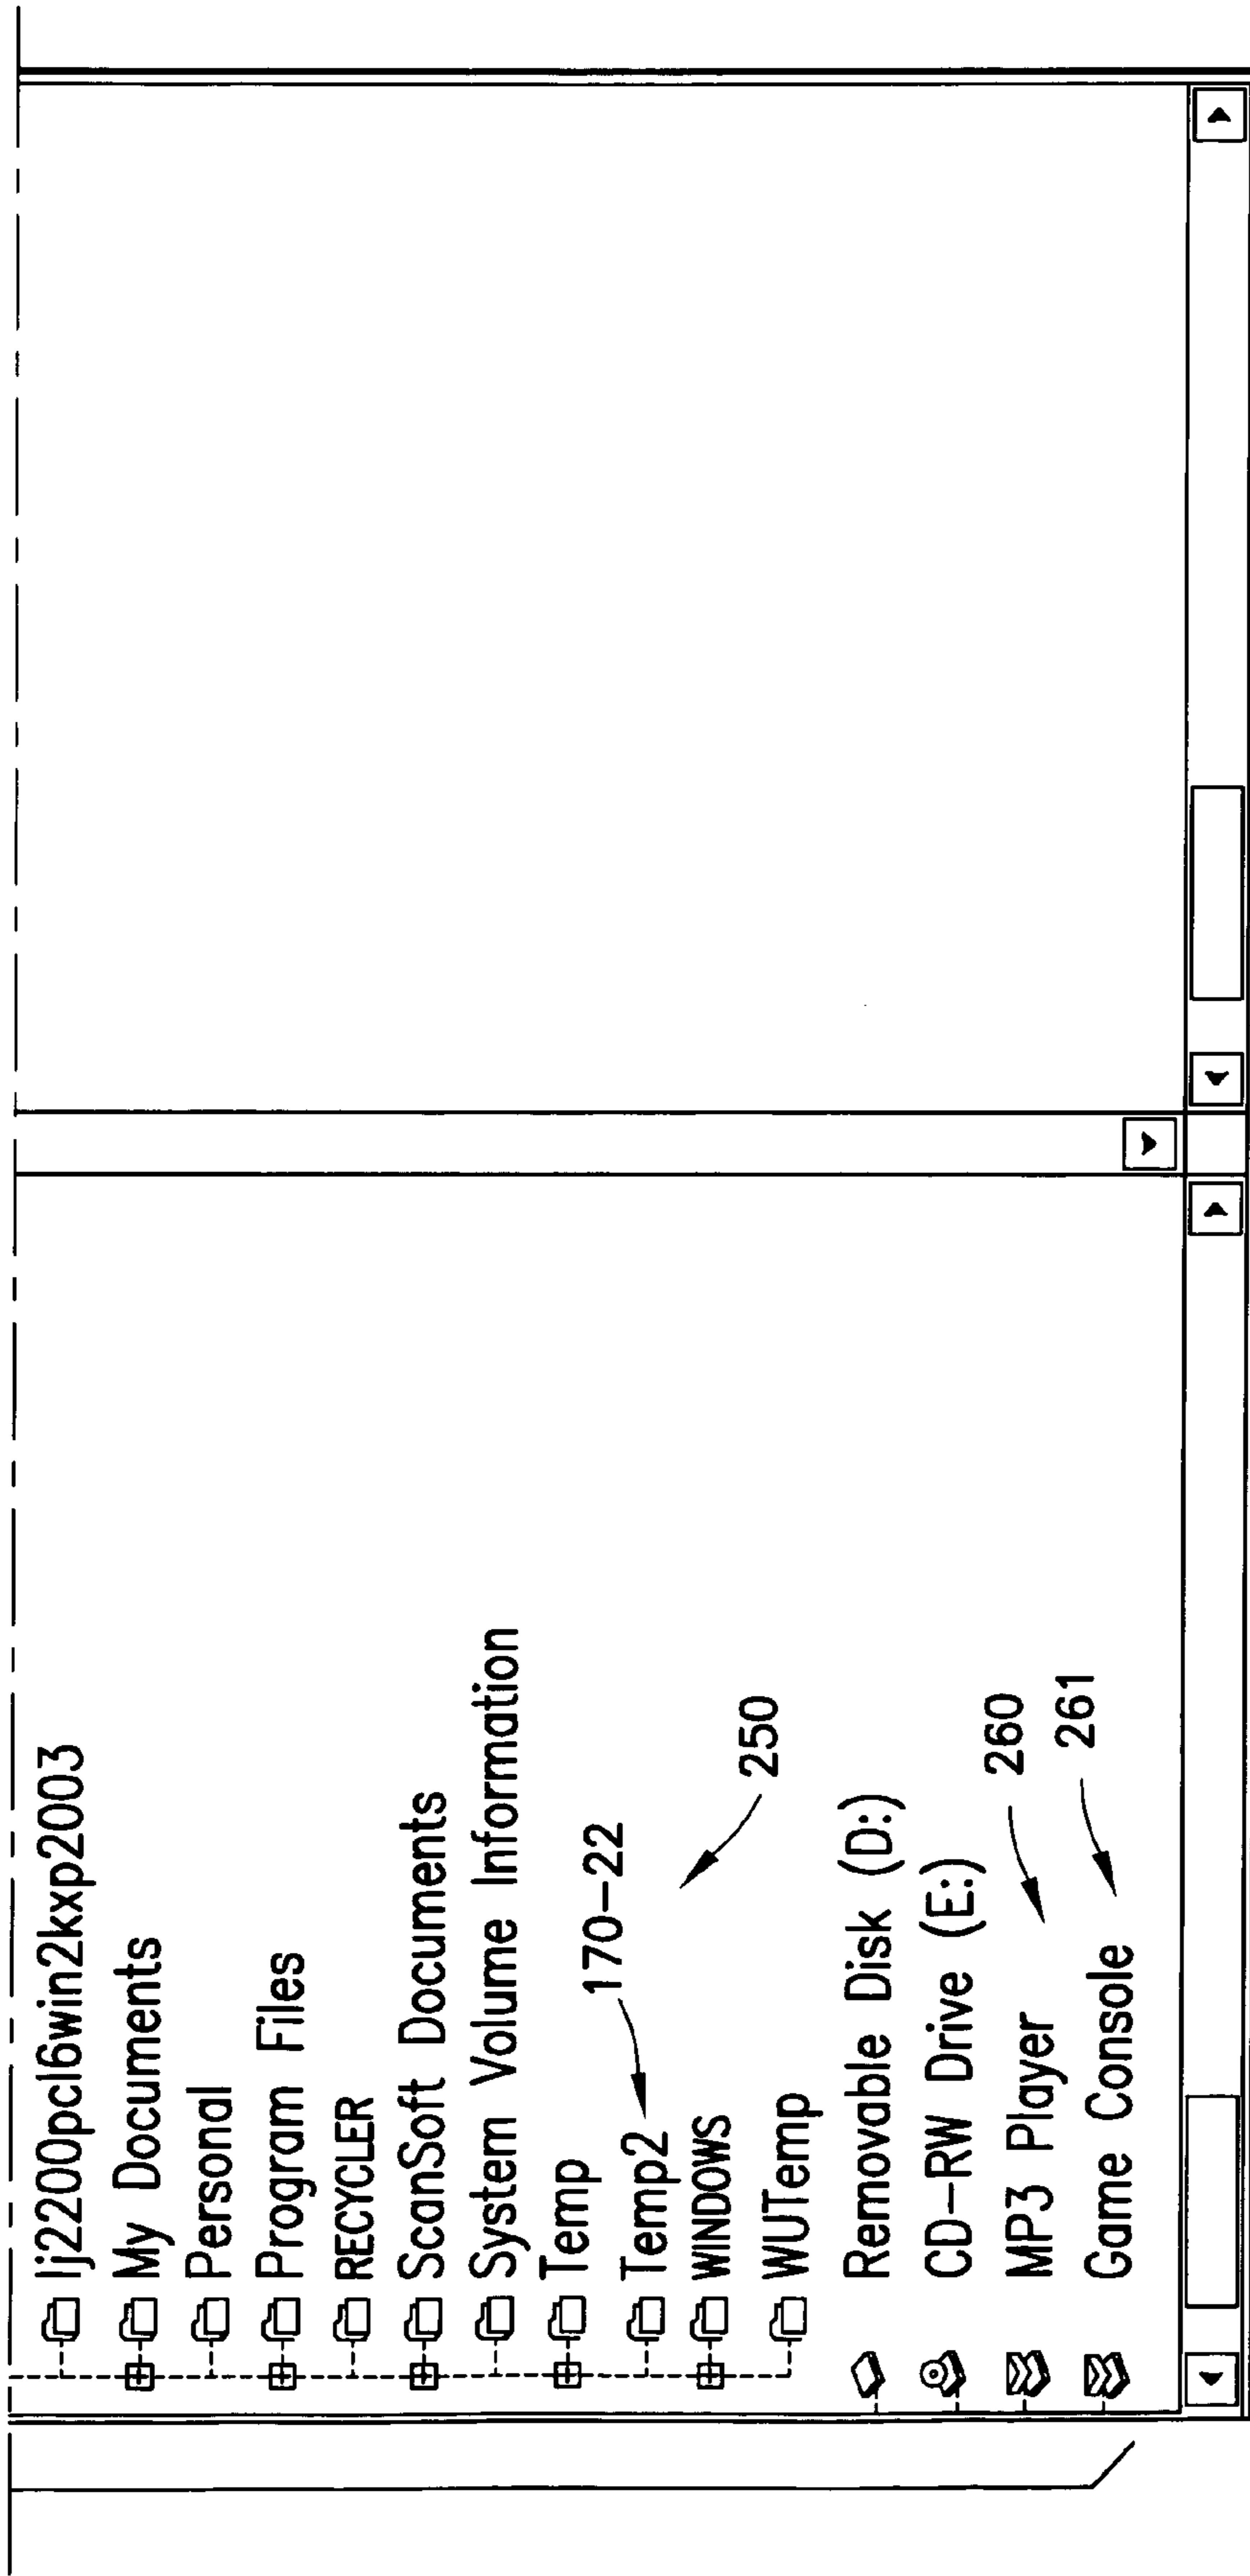 lj2200pcl6win2kxp2003
My Documents
Personal
Program Files
RECYCLER
ScanSoft Documents
System Volume Information
Temp
170-22
Temp2
250
WINDOWS
WUTemp
Removable Disk (D:)
CD-RW Drive (E:)
260
MP3 Player
261
Game Console